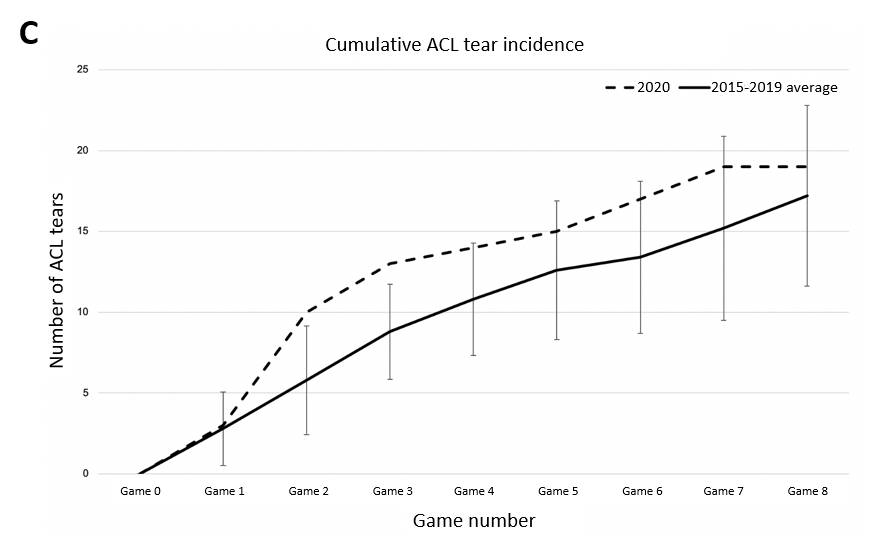 C
Cumulative ACL tear incidence
25
2020
2015-2019 average
20
15
10
5
0
Number of ACL tears
Game 0
Game 1
Game 2
Game 3
Game 4
Game 5
Game 6
Game 7
Game 8
Game number